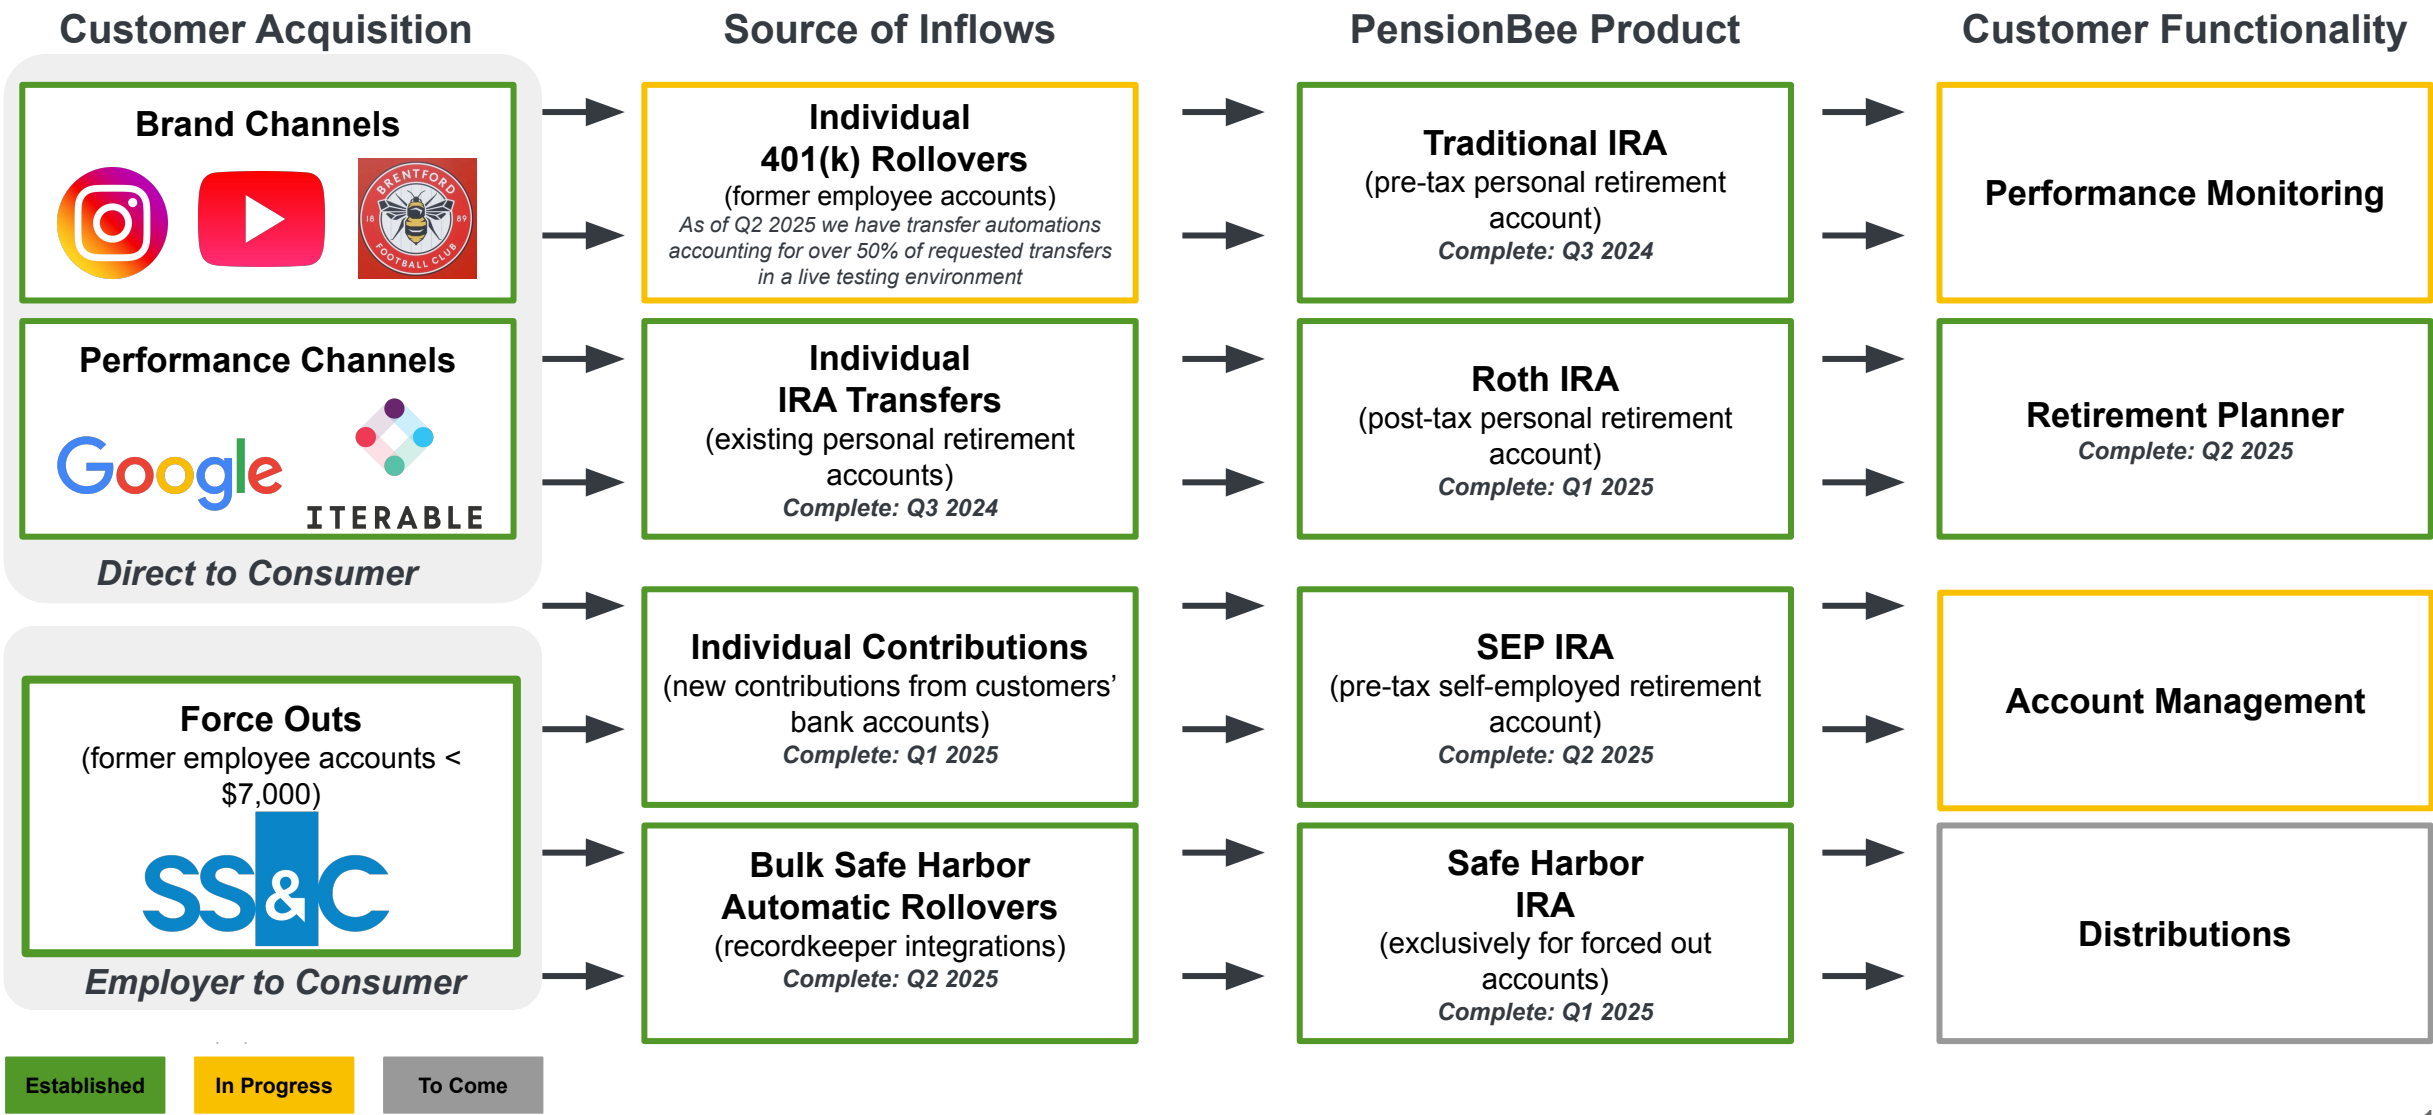 Customer Acquisition
Source of Inflows
PensionBee Product
Customer Functionality
Brand Channels
BRENTFORD
18 89
FOOTBALL CLUB
Performance Channels
Google
ITERABLE
Direct to Consumer
Force Outs
(former employee accounts <
$7,000)
SS&C
Employer to Consumer
Individual
401(k) Rollovers
(former employee accounts)
As of Q2 2025 we have transfer automations
accounting for over 50% of requested transfers
in a live testing environment
Individual
IRA Transfers
(existing personal retirement
accounts)
Complete: Q3 2024
Individual Contributions
(new contributions from customers’
bank accounts)
Complete: Q1 2025
Bulk Safe Harbor
Automatic Rollovers
(recordkeeper integrations)
Complete: Q2 2025
Traditional IRA
(pre-tax personal retirement
account)
Complete: Q3 2024
Roth IRA
(post-tax personal retirement
account)
Complete: Q1 2025
SEP IRA
(pre-tax self-employed retirement
account)
Complete: Q2 2025
Safe Harbor
IRA
(exclusively for forced out
accounts)
Complete: Q1 2025
Performance Monitoring
Retirement Planner
Complete: Q2 2025
Account Management
Distributions
Established
In Progress
To Come